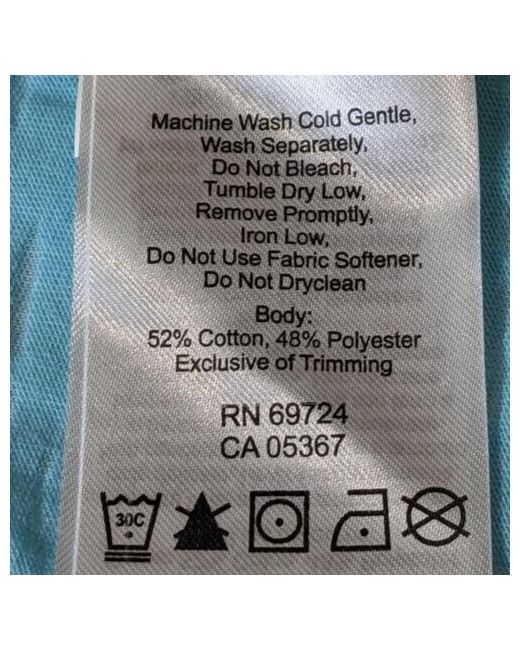 Machine Wash Cold Gentle,
Wash Separately,
Do Not Bleach,
Tumble Dry Low,
Remove Promptly,
Iron Low,
Do Not Use Fabric Softener,
Do Not Dryclean
Body:
52% Cotton, 48% Polyester
Exclusive of Trimming
RN 69724
CA 05367
30C